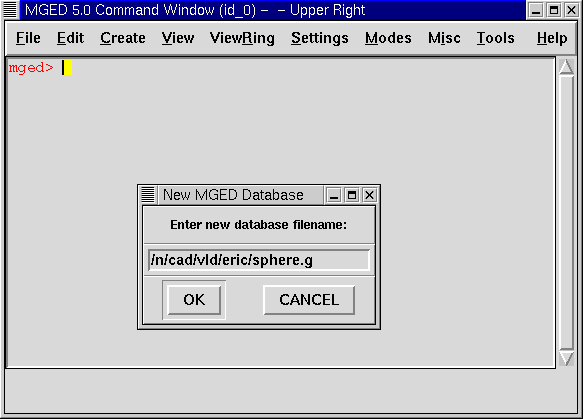 MGED 5.0 Command Window (id_0) - - Upper Right
File Edit Create View ViewRing Settings Modes Misc Tools Help
mged>
New MGED Database
Enter new database filename:
/n/cad/vld/eric/sphere.g
OK CANCEL